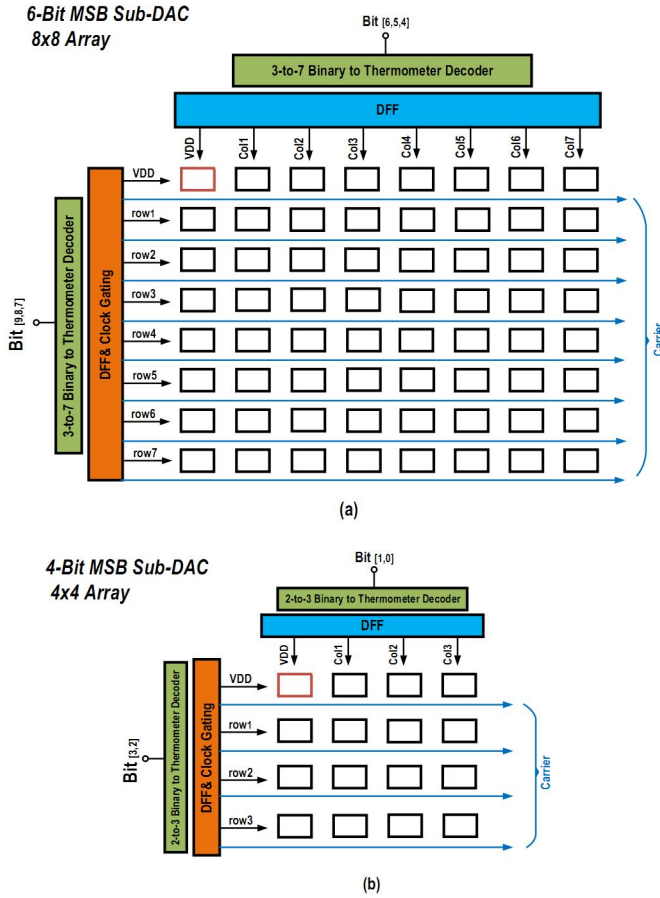 6-Bit MSB Sub-DAC
8x8 Array
Bit [6,5,4]
3-to-7 Binary to Thermometer Decoder
DFF
VDD
Col1
Col2
Col3
Col4
Col5
Col6
Col7
Bit [9,8,7]
3-to-7 Binary to Thermometer Decoder
DFF& Clock Gating
VDD
row1
row2
row3
row4
row5
row6
row7
Carrier
(a)
4-Bit MSB Sub-DAC
4x4 Array
Bit [1,0]
2-to-3 Binary to Thermometer Decoder
DFF
VDD
Col1
Col2
Col3
Bit [3,2]
2-to-3 Binary to Thermometer Decoder
DFF& Clock Gating
VDD
row1
row2
row3
Carrier
(b)